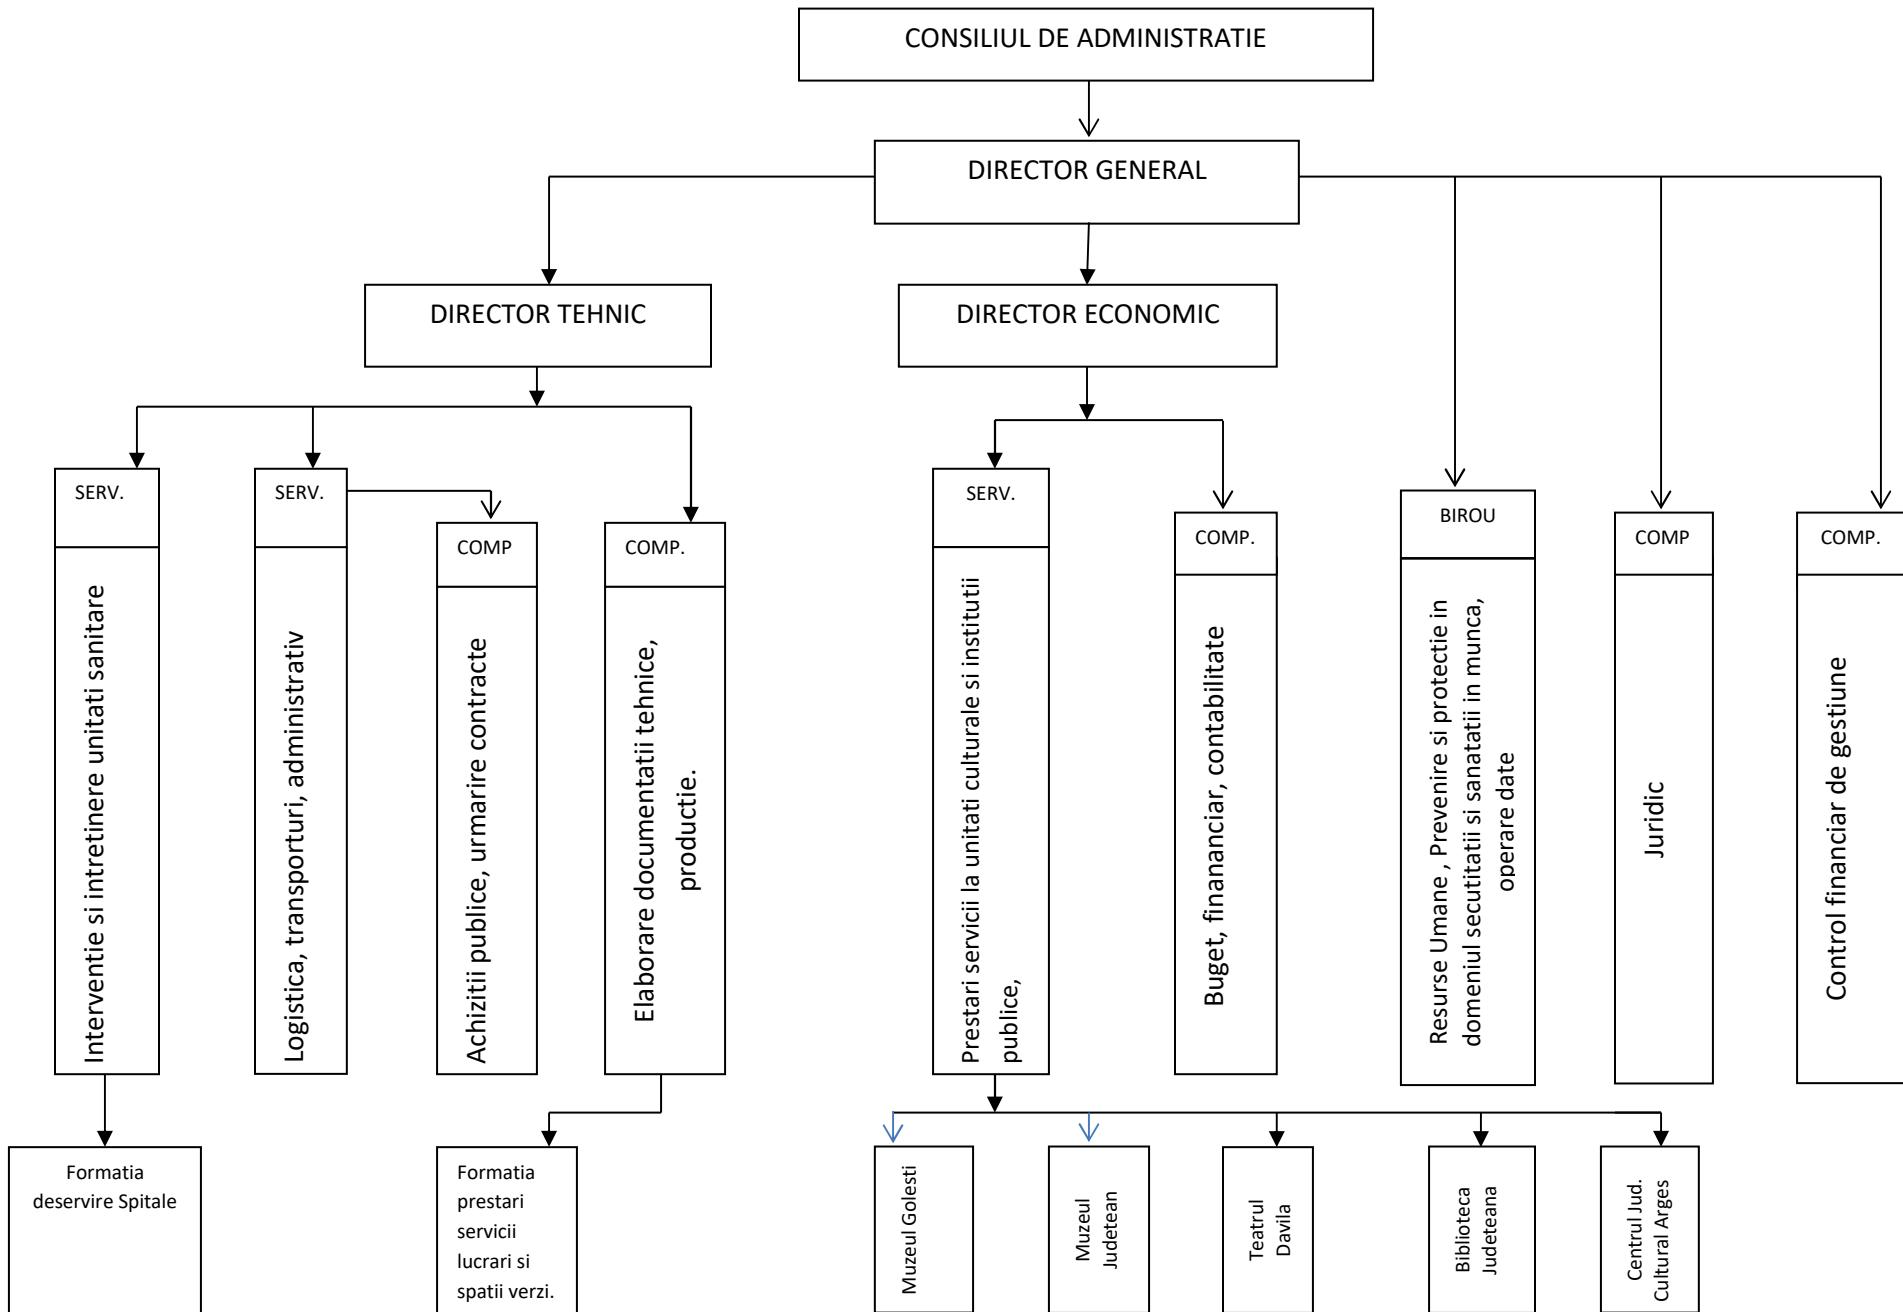 CONSILIUL DE ADMINISTRATIE
DIRECTOR GENERAL
DIRECTOR TEHNIC
DIRECTOR ECONOMIC
SERV.
Interventie si intretinere unitati sanitare
SERV.
Logistica, transporturi, administrativ
COMP
Achizitii publice, urmarire contracte
COMP.
Elaborare documentatii tehnice,
productie.
SERV.
Prestari servicii la unitati culturale si institutii
publice,
COMP.
Buget, finananciar, contabilitate
BIROU
Resurse Umane , Prevenire si protectie in
domeniul secutitatii si sanatatii in munca,
operare date
COMP
Juridic
COMP.
Control financiar de gestiune
Formatia
deservire Spitale
Formatia
prestari
servicii
lucrari si
spatii verzi.
Muzeul Golesti
Muzeul
Judetean
Teatrul
Davila
Biblioteca
Judeteana
Centrul Jud.
Cultural Arges